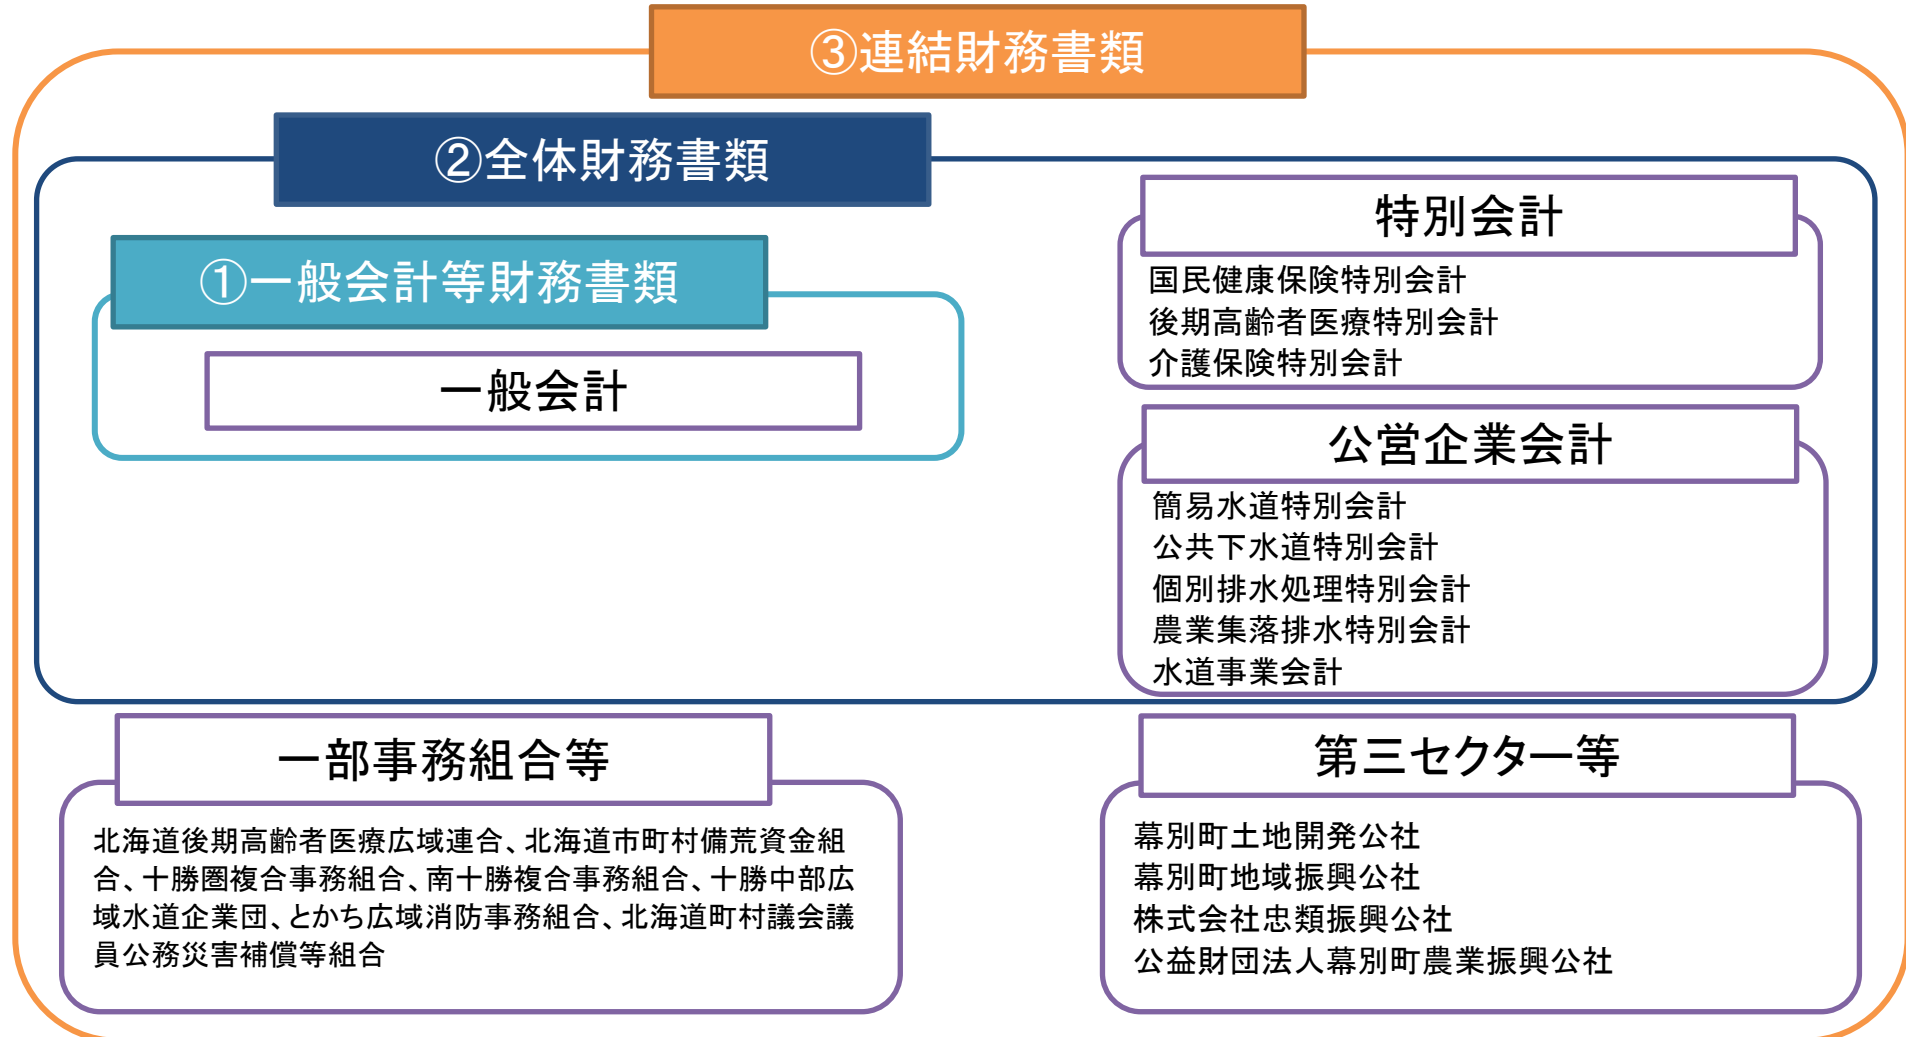 ③連結財務書類
②全体財務書類
①一般会計等財務書類
一般会計
特別会計
国民健康保険特別会計
後期高齢者医療特別会計
介護保険特別会計
公営企業会計
簡易水道特別会計
公共下水道特別会計
個別排水処理特別会計
農業集落排水特別会計
水道事業会計
一部事務組合等
北海道後期高齢者医療広域連合、北海道市町村備荒資金組
合、十勝圏複合事務組合、南十勝複合事務組合、十勝中部広
域水道企業団、とかち広域消防事務組合、北海道町村議会議
員公務災害補償等組合
第三セクター等
幕別町土地開発公社
幕別町地域振興公社
株式会社忠類振興公社
公益財団法人幕別町農業振興公社